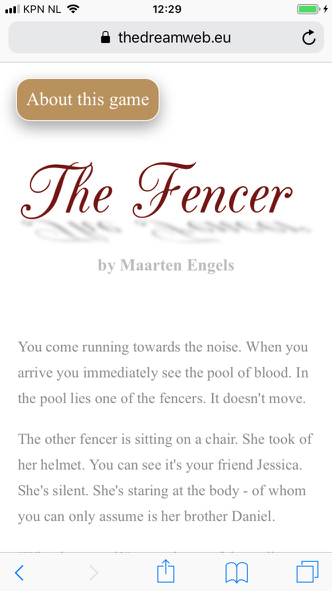 KPN NL 12:29
thedreamweb.eu
About this game
The Fencer
by Maarten Engels
You come running towards the noise. When you
arrive you immediately see the pool of blood. In
the pool lies one of the fencers. It doesn't move.
The other fencer is sitting on a chair. She took of
her helmet. You can see it's your friend Jessica.
She's silent. She's staring at the body - of whom
you can only assume is her brother Daniel.